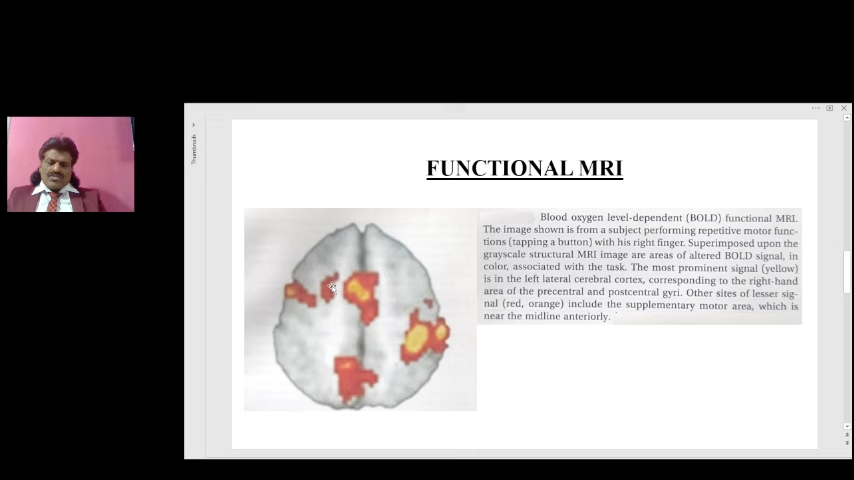 Thumbnails
FUNCTIONAL MRI
Blood oxygen level-dependent (BOLD) functional MRI.
The image shown is from a subject performing repetitive motor func-
tions (tapping a button) with his right finger. Superimposed upon the
grayscale structural MRI image are areas of altered BOLD signal, in
color, associated with the task. The most prominent signal (yellow)
is in the left lateral cerebral cortex, corresponding to the right-hand
area of the precentral and postcentral gyri. Other sites of lesser sig-
nal (red, orange) include the supplementary motor area, which is
near the midline anteriorly.